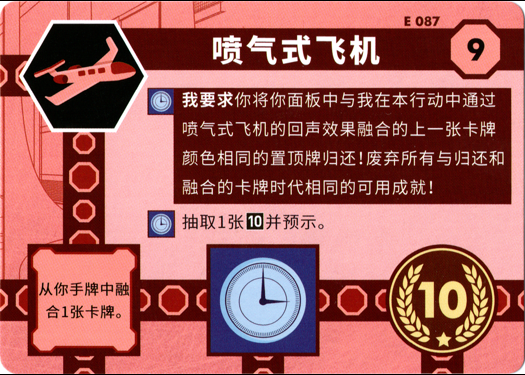 E 087
喷气式飞机
9
我要求你将你面板中与我在本行动中通过
喷气式飞机的回声效果融合的上一张卡牌
颜色相同的置顶牌归还!废弃所有与归还和
融合的卡牌时代相同的可用成就!
抽取1张10并预示。
从你手牌中融
合1张卡牌。
10